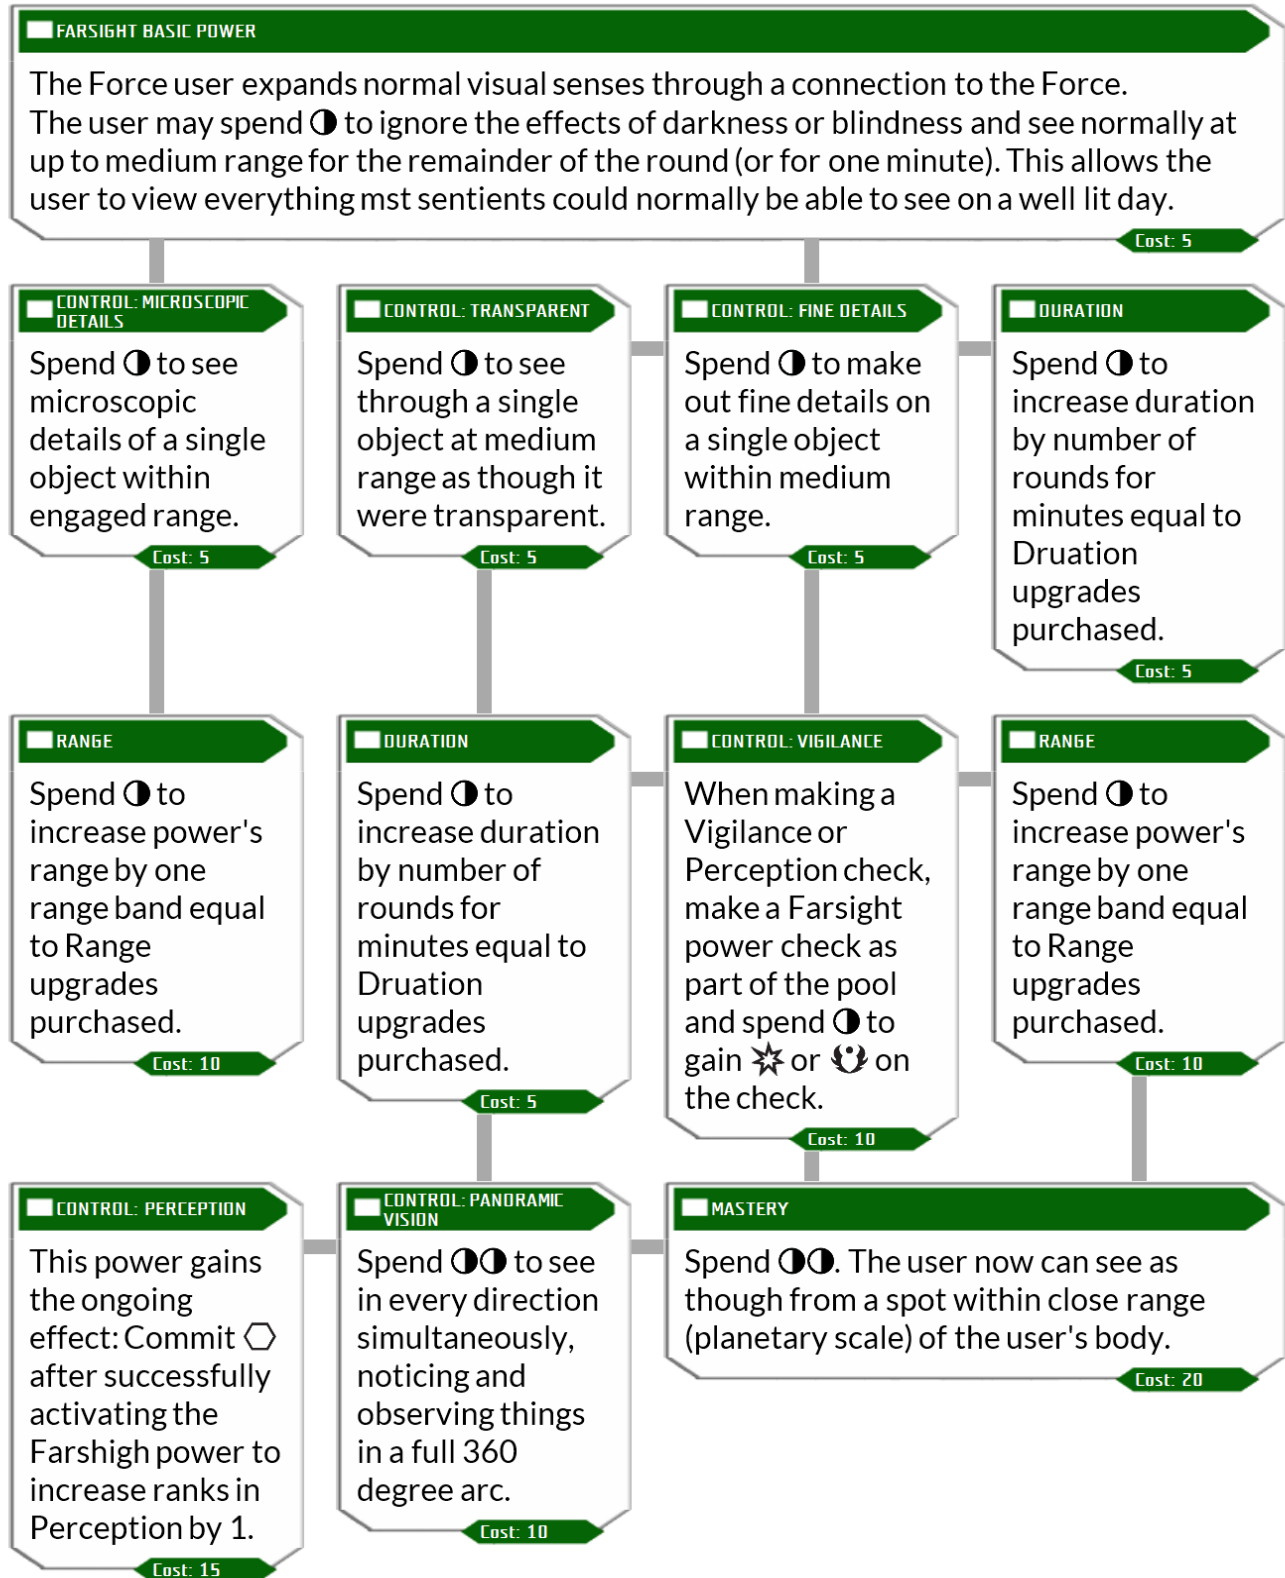 FARSIGHT BASIC POWER
The Force user expands normal visual senses through a connection to the Force.
The user may spend to ignore the effects of darkness or blindness and see normally at
up to medium range for the remainder of the round (or for one minute). This allows the
user to view everything mst sentients could normally be able to see on a well lit day.
Cost: 5
CONTROL: MICROSCOPIC
DETAILS
Spend to see
microscopic
details of a single
object within
engaged range.
Cost: 5
CONTROL: TRANSPARENT
Spend to see
through a single
object at medium
range as though it
were transparent.
Cost: 5
CONTROL: FINE DETAILS
Spend to make
out fine details on
a single object
within medium
range.
Cost: 5
DURATION
Spend to
increase duration
by number of
rounds for
minutes equal to
Druation
upgrades
purchased.
Cost: 5
RANGE
Spend to
increase power's
range by one
range band equal
to Range
upgrades
purchased.
Cost: 10
DURATION
Spend to
increase duration
by number of
rounds for
minutes equal to
Druation
upgrades
purchased.
Cost: 5
CONTROL: VIGILANCE
When making a
Vigilance or
Perception check,
make a Farsight
power check as
part of the pool
and spend to
gain or on
the check.
Cost: 10
RANGE
Spend to
increase power's
range by one
range band equal
to Range
upgrades
purchased.
Cost: 10
CONTROL: PERCEPTION
This power gains
the ongoing
effect: Commit
after successfully
activating the
Farshigh power to
increase ranks in
Perception by 1.
Cost: 15
CONTROL: PANORAMIC
VISION
Spend to see
in every direction
simultaneously,
noticing and
observing things
in a full 360
degree arc.
Cost: 10
MASTERY
Spend . The user now can see as
though from a spot within close range
(planetary scale) of the user's body.
Cost: 20